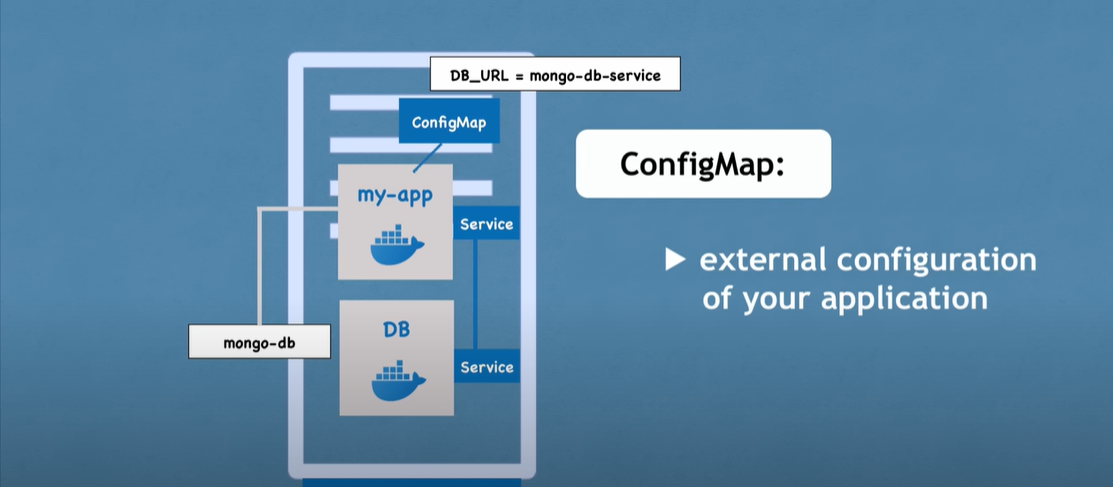 DB_URL = mongo-db-service
ConfigMap
ConfigMap:
my-app
Service
external configuration
of your application
mongo-db
DB
Service